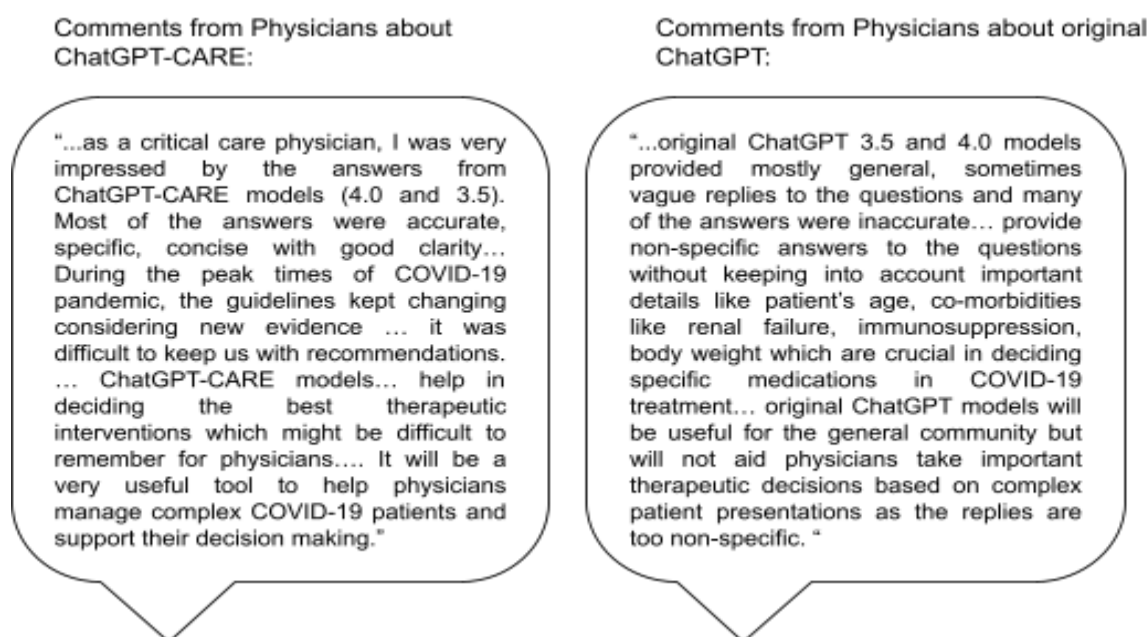 Comments from Physicians about
ChatGPT-CARE:
“...as a critical care physician, I was very
impressed by the answers from
ChatGPT-CARE models (4.0 and 3.5).
Most of the answers were accurate,
specific, concise with good clarity…
During the peak times of COVID-19
pandemic, the guidelines kept changing
considering new evidence … it was
difficult to keep us with recommendations.
… ChatGPT-CARE models… help in
deciding the best therapeutic
interventions which might be difficult to
remember for physicians…. It will be a
very useful tool to help physicians
manage complex COVID-19 patients and
support their decision making.”
Comments from Physicians about original
ChatGPT:
“...original ChatGPT 3.5 and 4.0 models
provided mostly general, sometimes
vague replies to the questions and many
of the answers were inaccurate… provide
non-specific answers to the questions
without keeping into account important
details like patient’s age, co-morbidities
like renal failure, immunosuppression,
body weight which are crucial in deciding
specific medications in COVID-19
treatment… original ChatGPT models will
be useful for the general community but
will not aid physicians take important
therapeutic decisions based on complex
patient presentations as the replies are
too non-specific. “